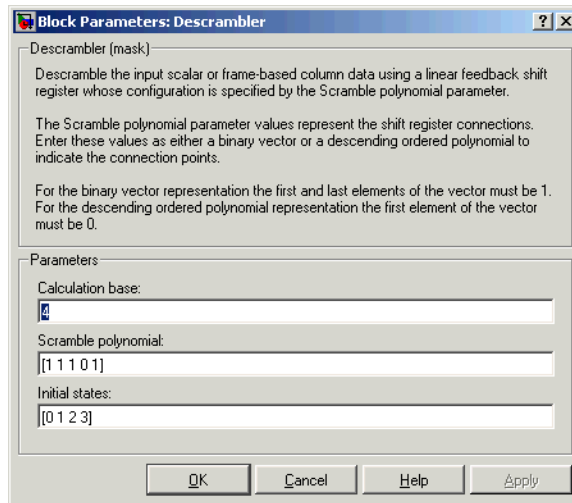 Block Parameters: Descrambler
Descrambler (mask)
Descramble the input scalar or frame-based column data using a linear feedback shift
register whose configuration is specified by the Scramble polynomial parameter.
The Scramble polynomial parameter values represent the shift register connections.
Enter these values as either a binary vector or a descending ordered polynomial to
indicate the connection points.
For the binary vector representation the first and last elements of the vector must be 1.
For the descending ordered polynomial representation the first element of the vector
must be 0.
Parameters
Calculation base:
4
Scramble polynomial:
[1 1 1 0 1]
Initial states:
[0 1 2 3]
OK Cancel Help Apply